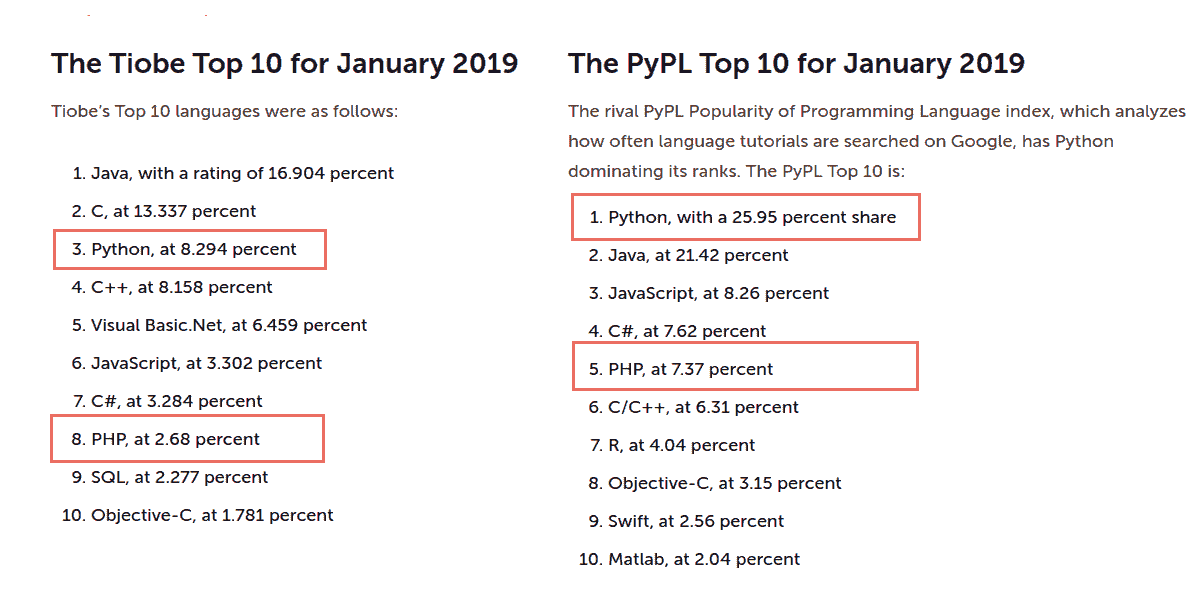 The Tiobe Top 10 for January 2019
Tiobe's Top 10 languages were as follows:
1. Java, with a rating of 16.904 percent
2. C, at 13.337 percent
3. Python, at 8.294 percent
4. C++, at 8.158 percent
5. Visual Basic.Net, at 6.459 percent
6. JavaScript, at 3.302 percent
7. C#, at 3.284 percent
8. PHP, at 2.68 percent
9. SQL, at 2.277 percent
10. Objective-C, at 1.781 percent
The PyPL Top 10 for January 2019
The rival PyPL Popularity of Programming Language index, which analyzes
how often language tutorials are searched on Google, has Python
dominating its ranks. The PyPL Top 10 is:
1. Python, with a 25.95 percent share
2. Java, at 21.42 percent
3. JavaScript, at 8.26 percent
4. C#, at 7.62 percent
5. PHP, at 7.37 percent
6. C/C++, at 6.31 percent
7. R, at 4.04 percent
8. Objective-C, at 3.15 percent
9. Swift, at 2.56 percent
10. Matlab, at 2.04 percent